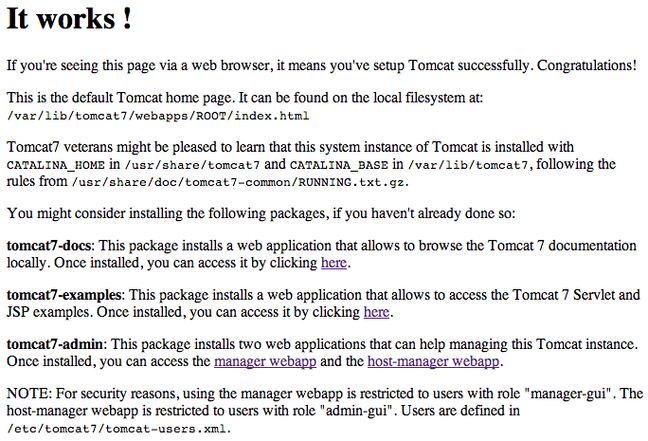 It works !
If you're seeing this page via a web browser, it means you've setup Tomcat successfully. Congratulations!
This is the default Tomcat home page. It can be found on the local filesystem at:
/var/lib/tomcat7/webapps/ROOT/index.html
Tomcat7 veterans might be pleased to learn that this system instance of Tomcat is installed with
CATALINA_HOME in /usr/share/tomcat7 and CATALINA_BASE in /var/lib/tomcat7, following the
rules from /usr/share/doc/tomcat7-common/RUNNING.txt.gz.
You might consider installing the following packages, if you haven't already done so:
tomcat7-docs: This package installs a web application that allows to browse the Tomcat 7 documentation
locally. Once installed, you can access it by clicking here.
tomcat7-examples: This package installs a web application that allows to access the Tomcat 7 Servlet and
JSP examples. Once installed, you can access it by clicking here.
tomcat7-admin: This package installs two web applications that can help managing this Tomcat instance.
Once installed, you can access the manager webapp and the host-manager webapp.
NOTE: For security reasons, using the manager webapp is restricted to users with role "manager-gui". The
host-manager webapp is restricted to users with role "admin-gui". Users are defined in
/etc/tomcat7/tomcat-users.xml.